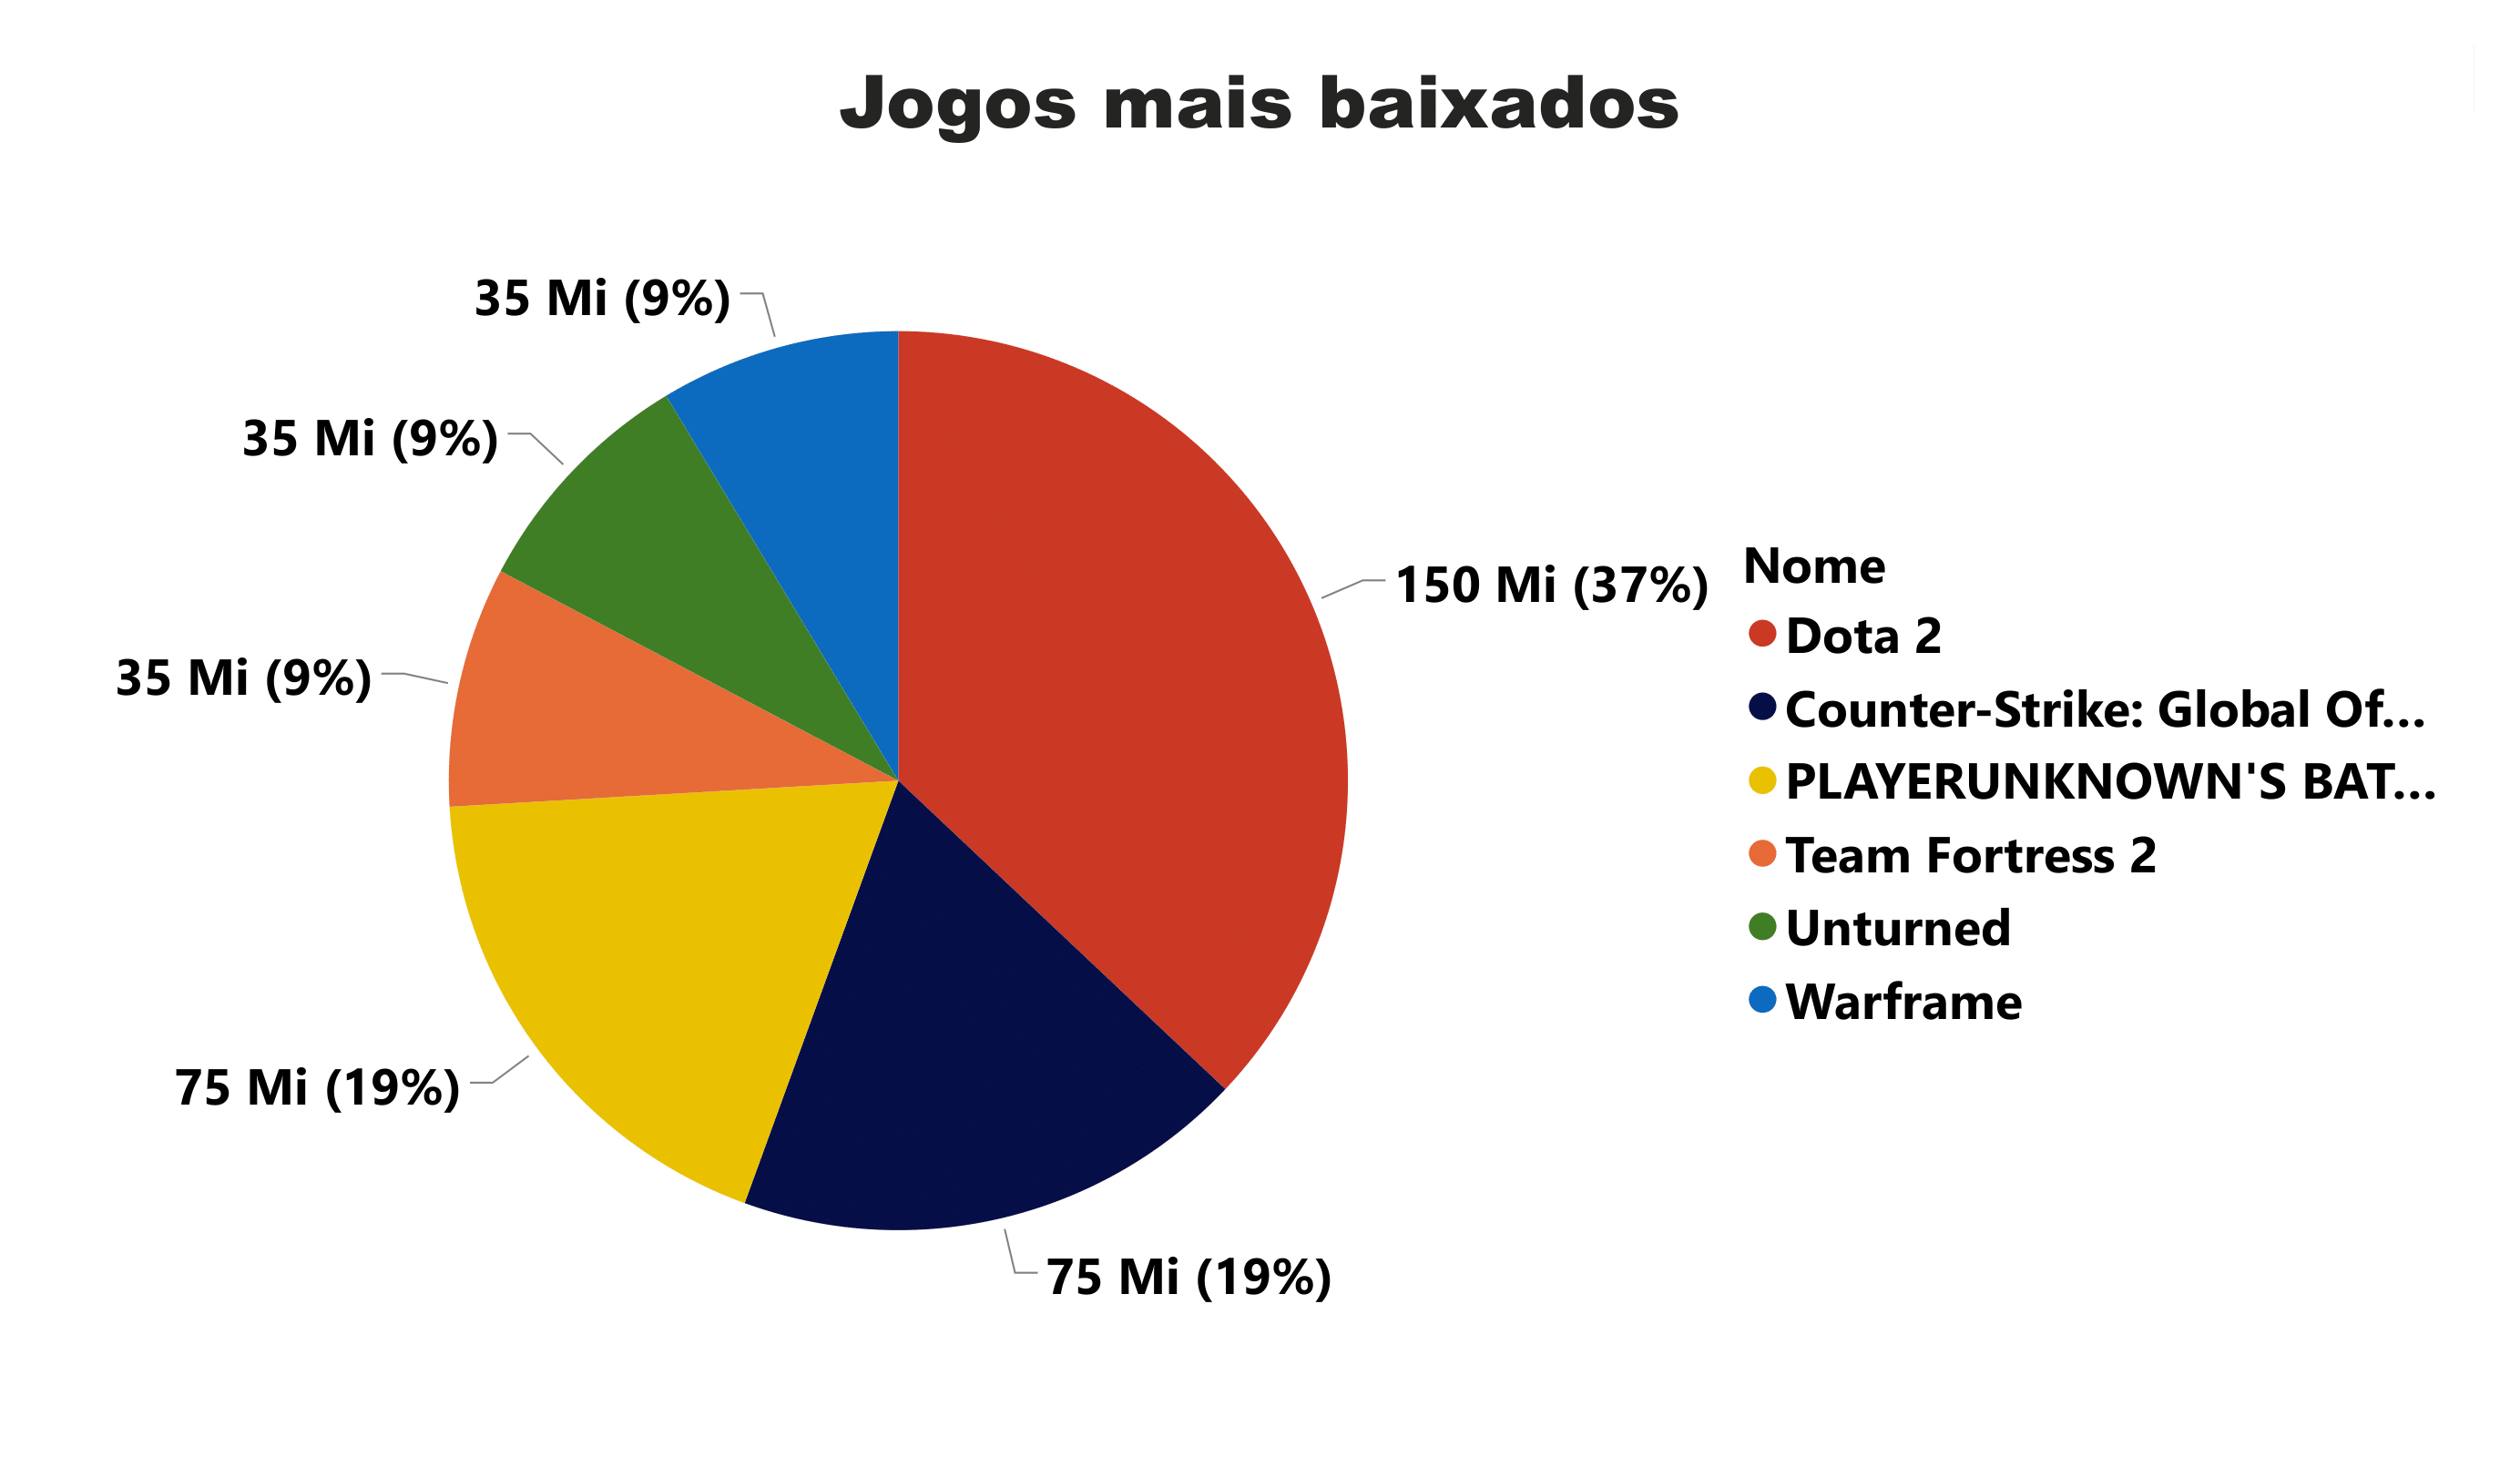 Jogos mais baixados
35 Mi (9%)
35 Mi (9%)
150 Mi (37%)
35 Mi (9%)
75 Mi (19%)
75 Mi (19%)
Nome
Dota 2
Counter-Strike: Global Of...
PLAYERUNKNOWN'S BAT...
Team Fortress 2
Unturned
Warframe